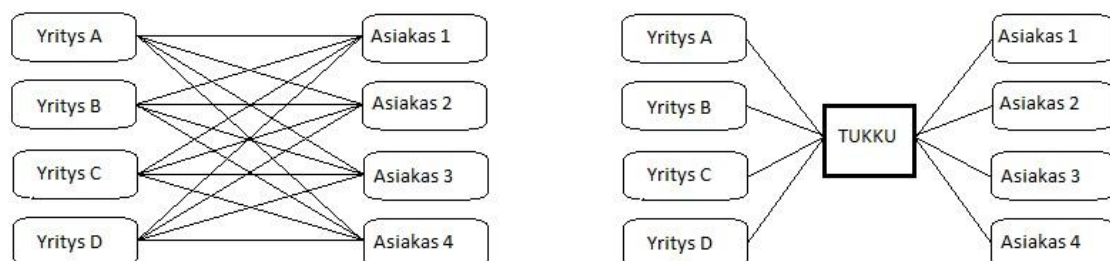 Yritys A
Asiakas 1
Yritys B
Asiakas 2
Yritys C
Asiakas 3
Yritys D
Asiakas 4
Yritys A
Asiakas 1
Yritys B
Asiakas 2
TUKKU
Yritys C
Asiakas 3
Yritys D
Asiakas 4